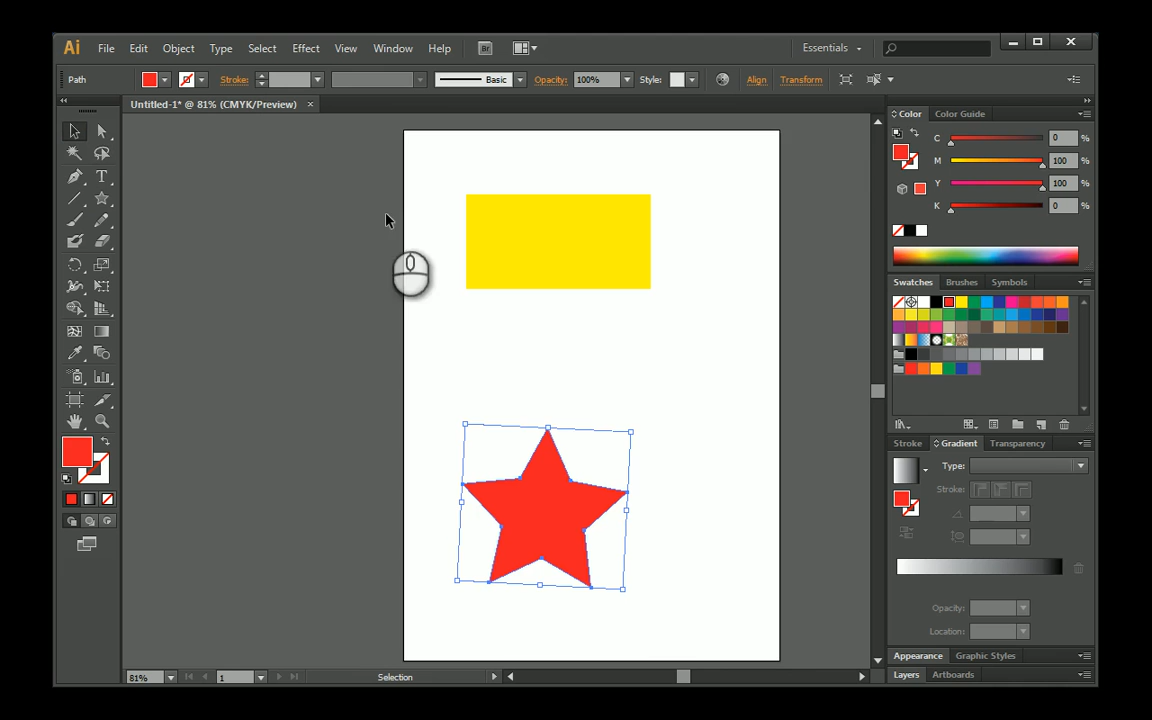 Ai File Edit Object Type Select Effect View Window Help Br Essentials
Path Stroke: Basic Opacity: 100% Style: Align Transform
Untitled-1* @ 81% (CMYK/Preview)
Color Color Guide
C 0 %
M 100 %
Y 100 %
K 0 %
Swatches Brushes Symbols
Stroke Gradient Transparency
Type:
Stroke:
Opacity:
Location:
Appearance Graphic Styles
Layers Artboards
81% 1 Selection